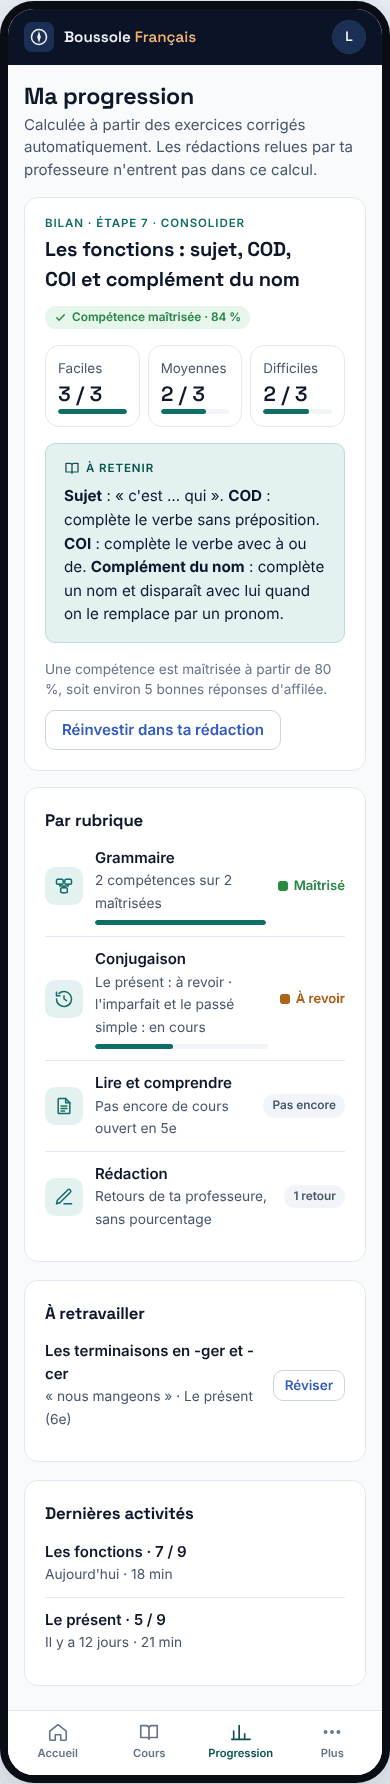 Boussole Français
L
Ma progression
Calculée à partir des exercices corrigés
automatiquement. Les rédactions relues par ta
professeure n'entrent pas dans ce calcul.
BILAN · ÉTAPE 7 · CONSOLIDER
Les fonctions : sujet, COD,
COI et complément du nom
Compétence maîtrisée · 84 %
Faciles
3 / 3
Moyennes
2 / 3
Difficiles
2 / 3
À RETENIR
Sujet : « c'est … qui ». COD :
complète le verbe sans préposition.
COI : complète le verbe avec à ou
de. Complément du nom : complète
un nom et disparaît avec lui quand
on le remplace par un pronom.
Une compétence est maîtrisée à partir de 80
%, soit environ 5 bonnes réponses d'affilée.
Réinvestir dans ta rédaction
Par rubrique
Grammaire
2 compétences sur 2
maîtrisées
Maîtrisé
Conjugaison
Le présent : à revoir ·
l'imparfait et le passé
simple : en cours
À revoir
Lire et comprendre
Pas encore de cours
ouvert en 5e
Pas encore
Rédaction
Retours de ta professeure,
sans pourcentage
1 retour
À retravailler
Les terminaisons en -ger et -
cer
« nous mangeons » · Le présent
(6e)
Réviser
Dernières activités
Les fonctions · 7 / 9
Aujourd'hui · 18 min
Le présent · 5 / 9
Il y a 12 jours · 21 min
Accueil
Cours
Progression
Plus